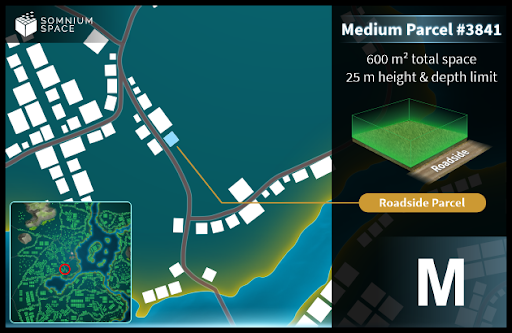 SOMNIUM
SPACE
Medium Parcel #3841
600 m² total space
25 m height & depth limit
Roadside
Roadside Parcel
M